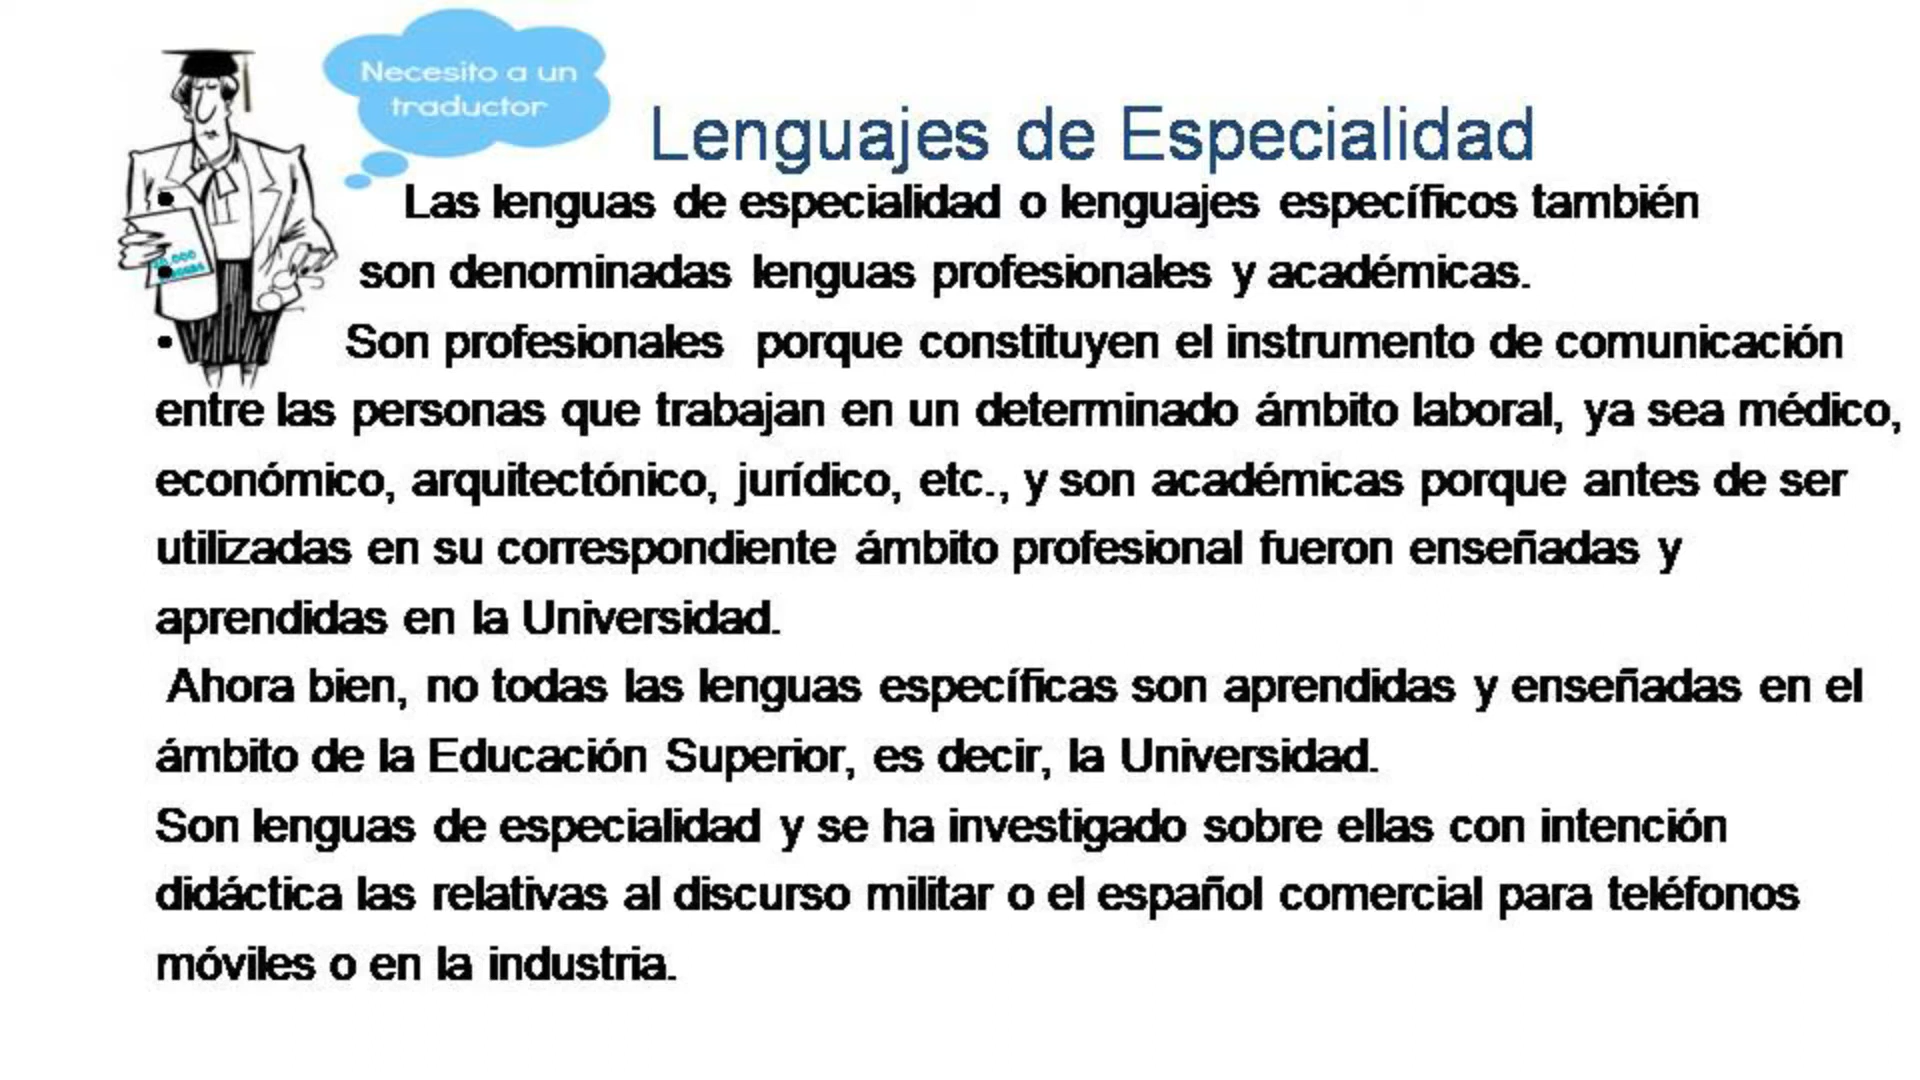 Necesito a un
traductor
Lenguajes de Especialidad
Las lenguas de especialidad o lenguajes específicos también
son denominadas lenguas profesionales y académicas.
Son profesionales porque constituyen el instrumento de comunicación
entre las personas que trabajan en un determinado ámbito laboral, ya sea médico,
económico, arquitectónico, jurídico, etc., y son académicas porque antes de ser
utilizadas en su correspondiente ámbito profesional fueron enseñadas y
aprendidas en la Universidad.
Ahora bien, no todas las lenguas específicas son aprendidas y enseñadas en el
ámbito de la Educación Superior, es decir, la Universidad.
Son lenguas de especialidad y se ha investigado sobre ellas con intención
didáctica las relativas al discurso militar o el español comercial para teléfonos
móviles o en la industria.